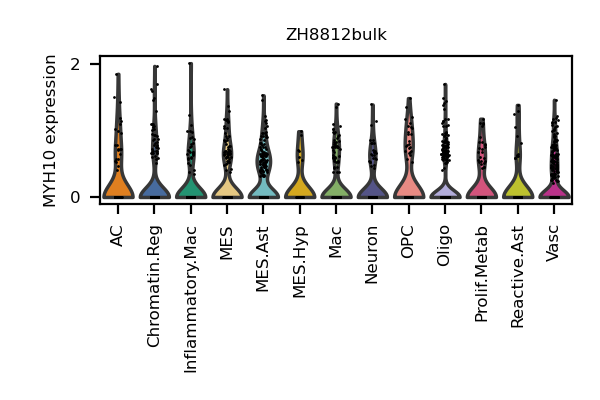 ZH8812bulk
MYH10 expression
2
0
AC
Chromatin.Reg
Inflammatory.Mac
MES
MES.Ast
MES.Hyp
Mac
Neuron
OPC
Oligo
Prolif.Metab
Reactive.Ast
Vasc